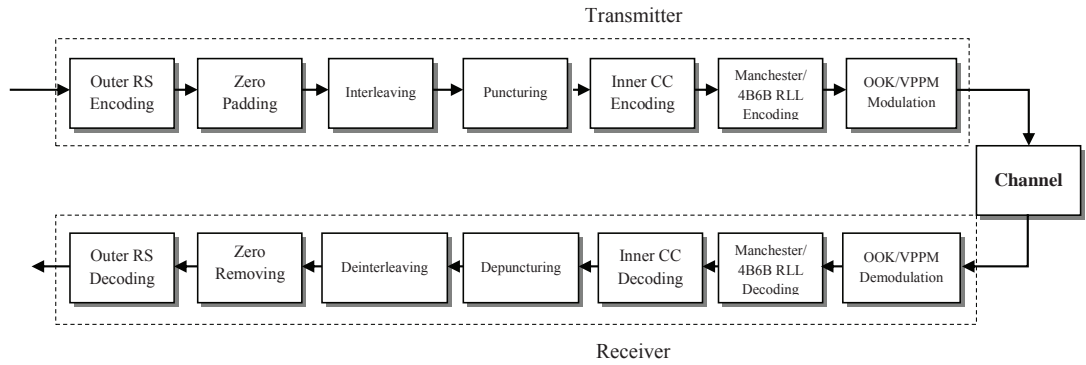 Transmitter
Outer RS
Encoding
Zero
Padding
Interleaving
Puncturing
Inner CC
Encoding
Manchester/
4B6B RLL
Encoding
OOK/VPPM
Modulation
Channel
Outer RS
Decoding
Zero
Removing
Deinterleaving
Depuncturing
Inner CC
Decoding
Manchester/
4B6B RLL
Decoding
OOK/VPPM
Demodulation
Receiver